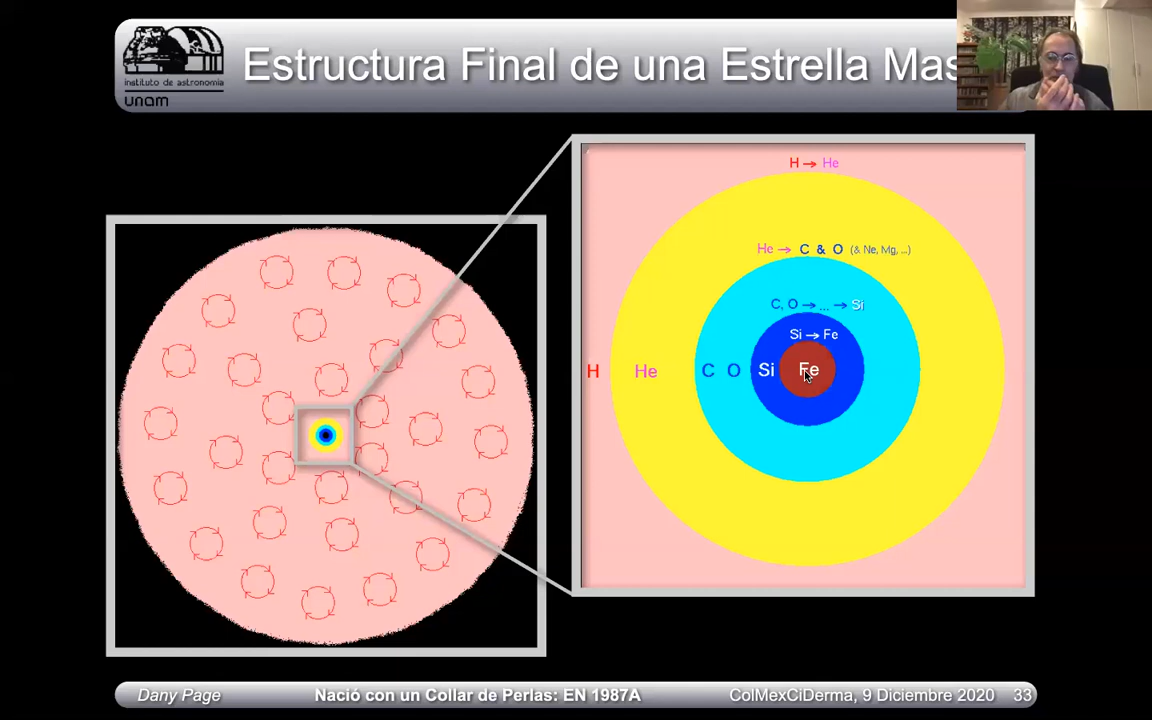 Estructura Final de una Estrella Mas
instituto de astronomía
unam
H → He
He → C & O (& Ne, Mg, ...)
C, O → ... → Si
Si → Fe
H He C O Si Fe
Dany Page
Nació con un Collar de Perlas: EN 1987A
ColMexCiDerma, 9 Diciembre 2020 33